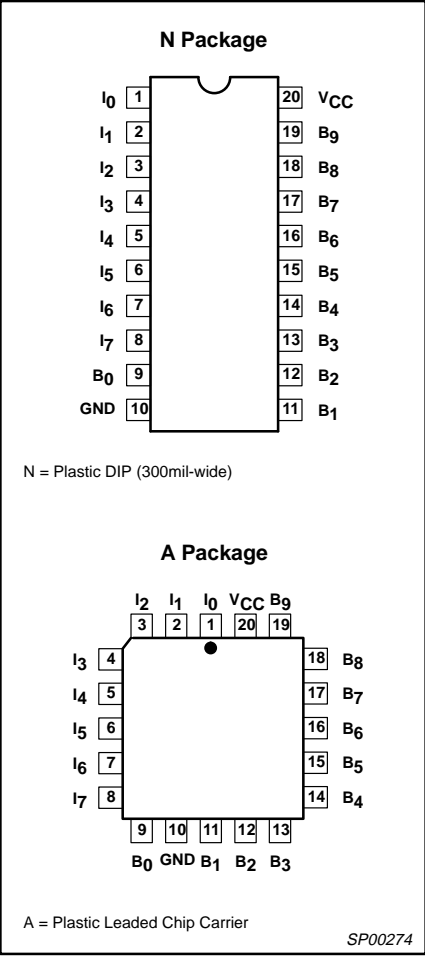 N Package
I0 1 20 VCC
I1 2 19 B9
I2 3 18 B8
I3 4 17 B7
I4 5 16 B6
I5 6 15 B5
I6 7 14 B4
I7 8 13 B3
B0 9 12 B2
GND 10 11 B1
N = Plastic DIP (300mil-wide)
A Package
I2 I1 I0 VCC B9
3 2 1 20 19
I3 4 18 B8
I4 5 17 B7
I5 6 16 B6
I6 7 15 B5
I7 8 14 B4
9 10 11 12 13
B0 GND B1 B2 B3
A = Plastic Leaded Chip Carrier
SP00274